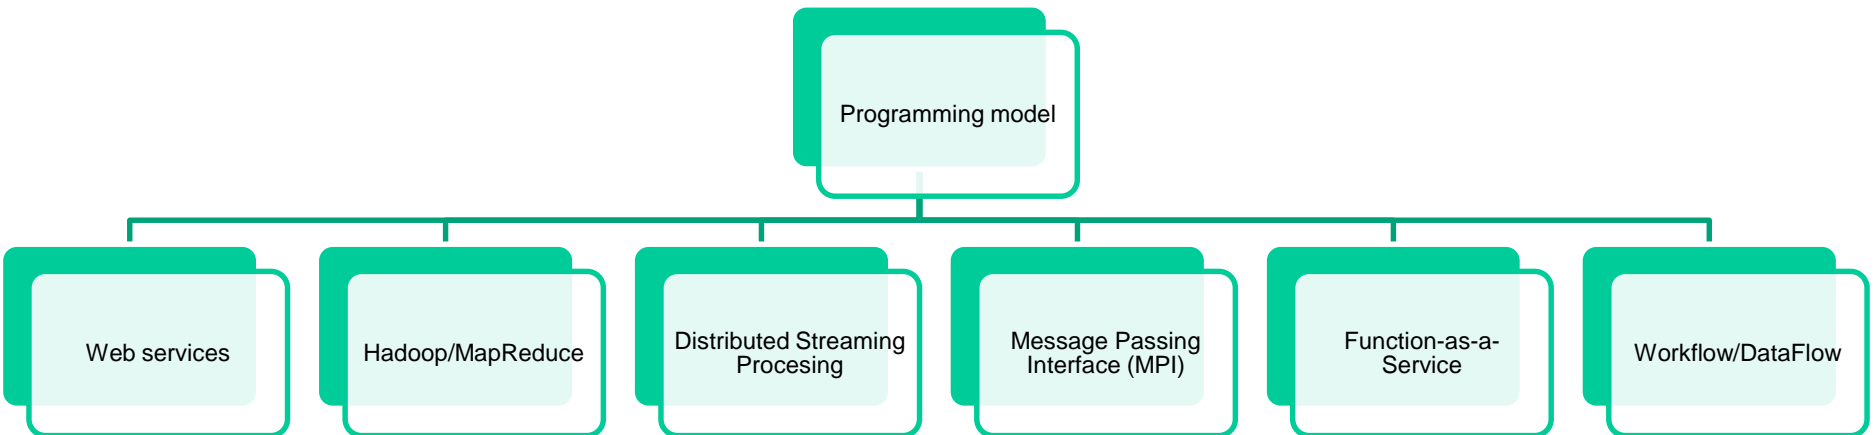 Programming model
Web services
Hadoop/MapReduce
Distributed Streaming
Procesing
Message Passing
Interface (MPI)
Function-as-a-
Service
Workflow/DataFlow